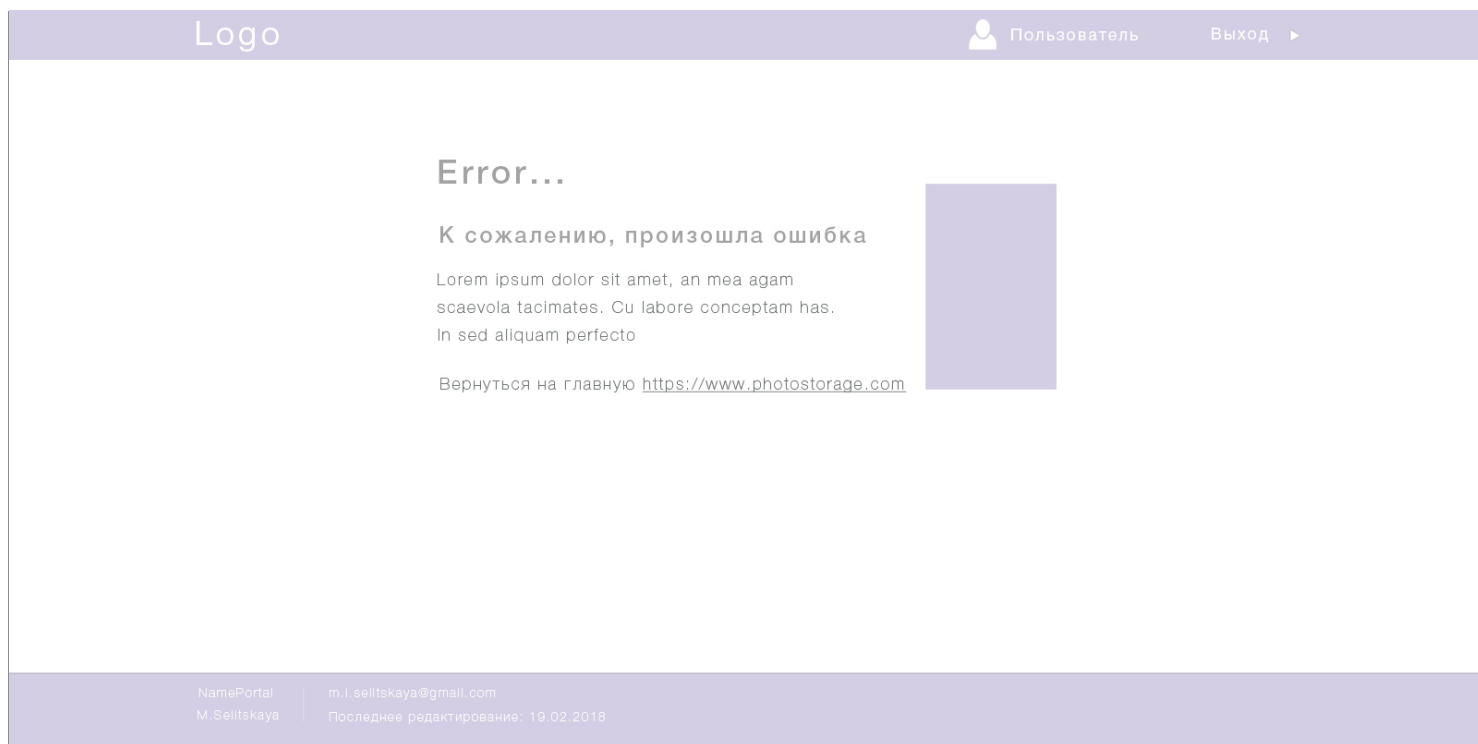 Logo
Пользователь
Выход
Error...
К сожалению, произошла ошибка
Lorem ipsum dolor sit amet, an mea agam
scaevola tacimates. Cu labore conceptam has.
In sed aliquam perfecto
Вернуться на главную https://www.photostorage.com
NamePortal
M.Selitskaya
m.i.selitskaya@gmail.com
Последнее редактирование: 19.02.2018